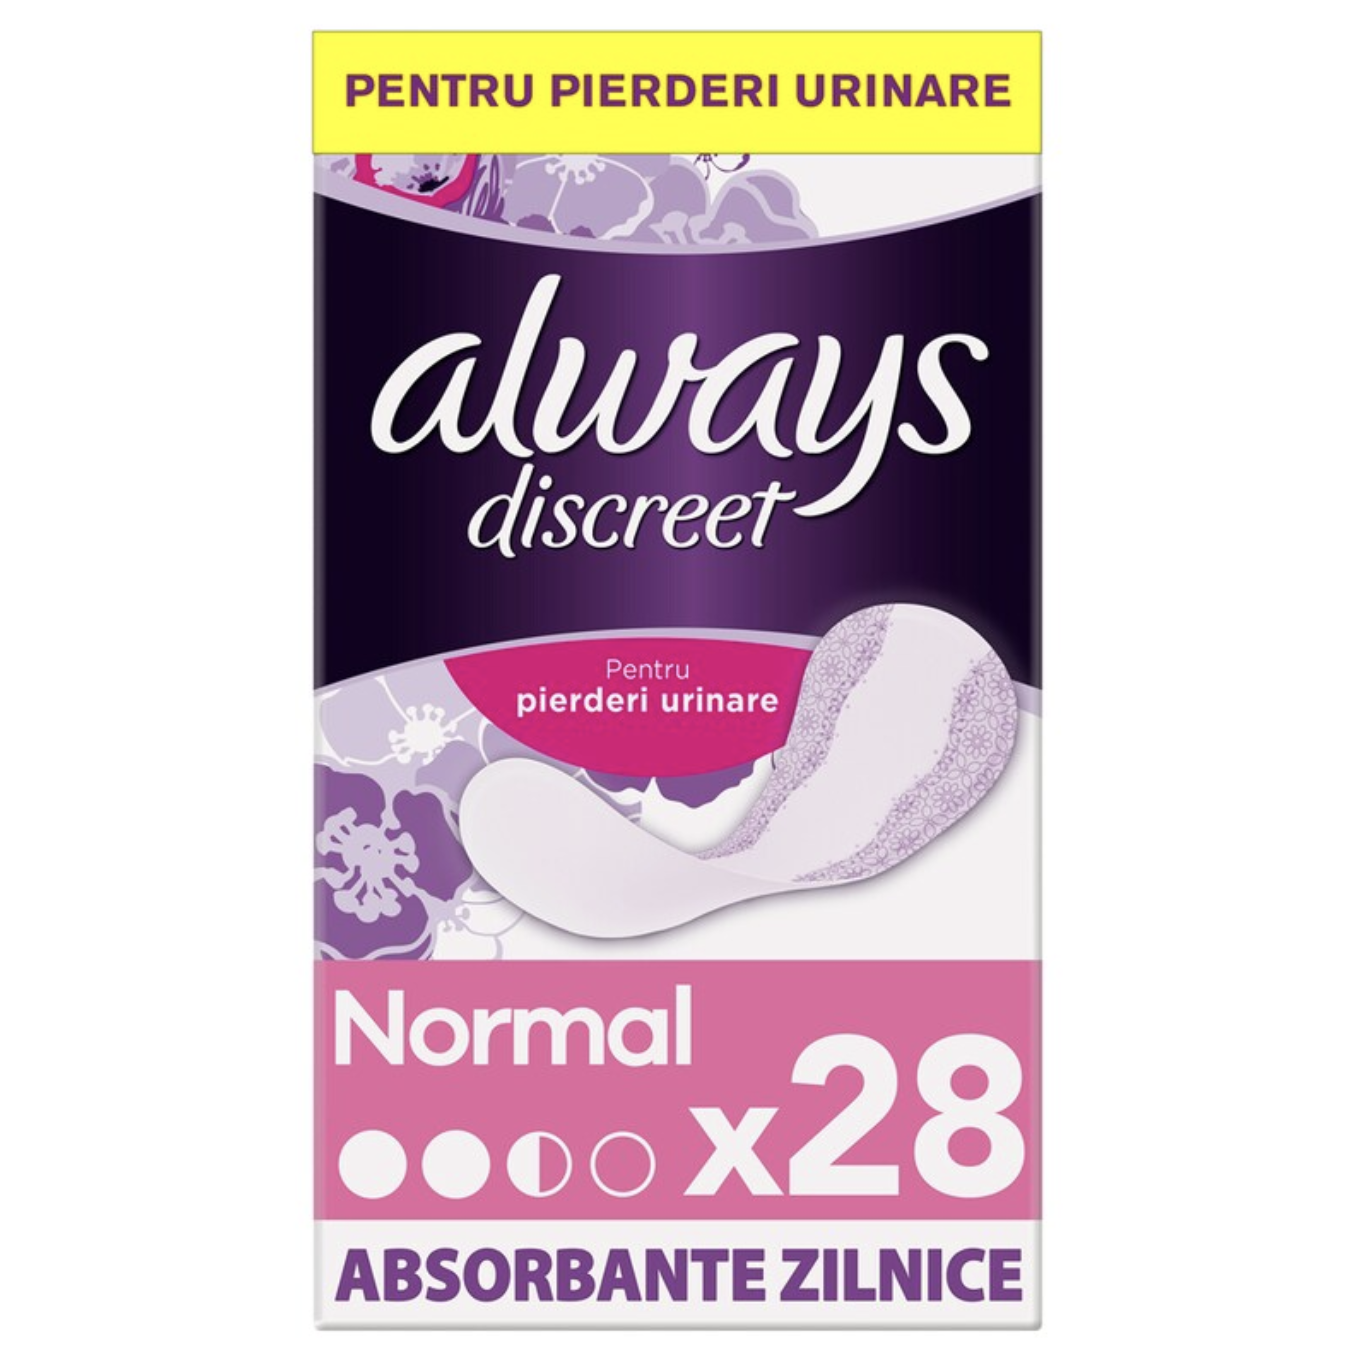 PENTRU PIERDERI URINARE
always
discreet
Pentru
pierderi urinare
Normal
x28
ABSORBANTE ZILNICE